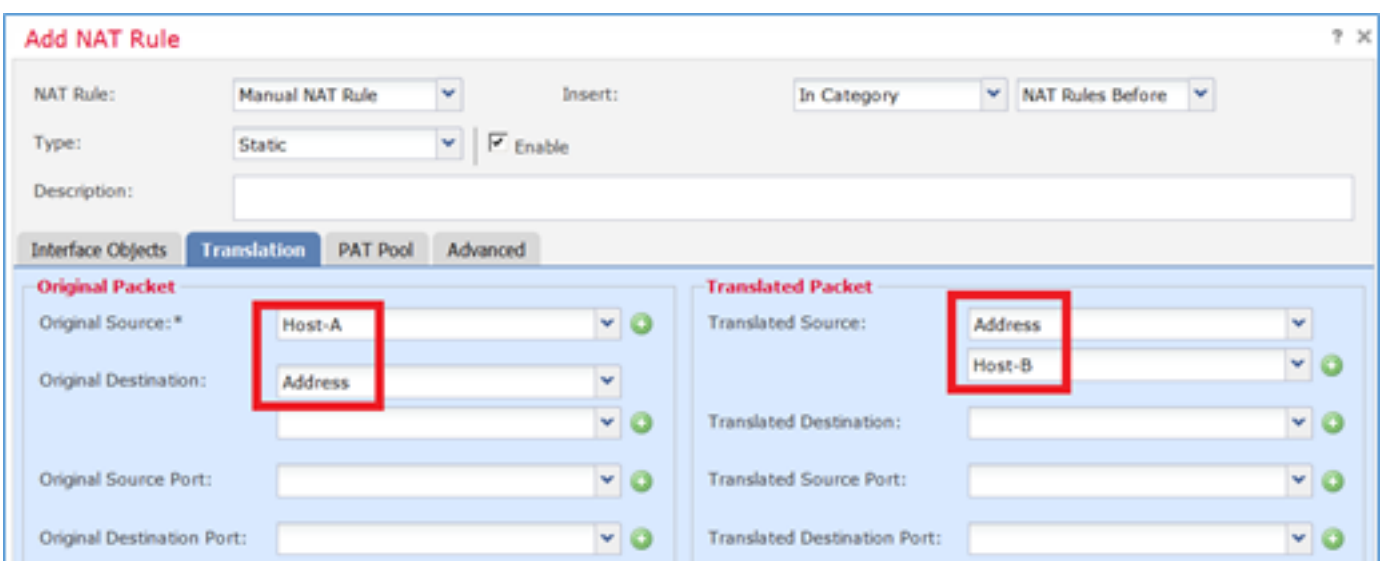 Add NAT Rule ? ×
NAT Rule: Manual NAT Rule Insert: In Category NAT Rules Before
Type: Static Enable
Description:
Interface Objects Translation PAT Pool Advanced
Original Packet Translated Packet
Original Source:* Host-A Translated Source: Address
Host-B
Original Destination: Address
Translated Destination:
Original Source Port: Translated Source Port:
Original Destination Port: Translated Destination Port: